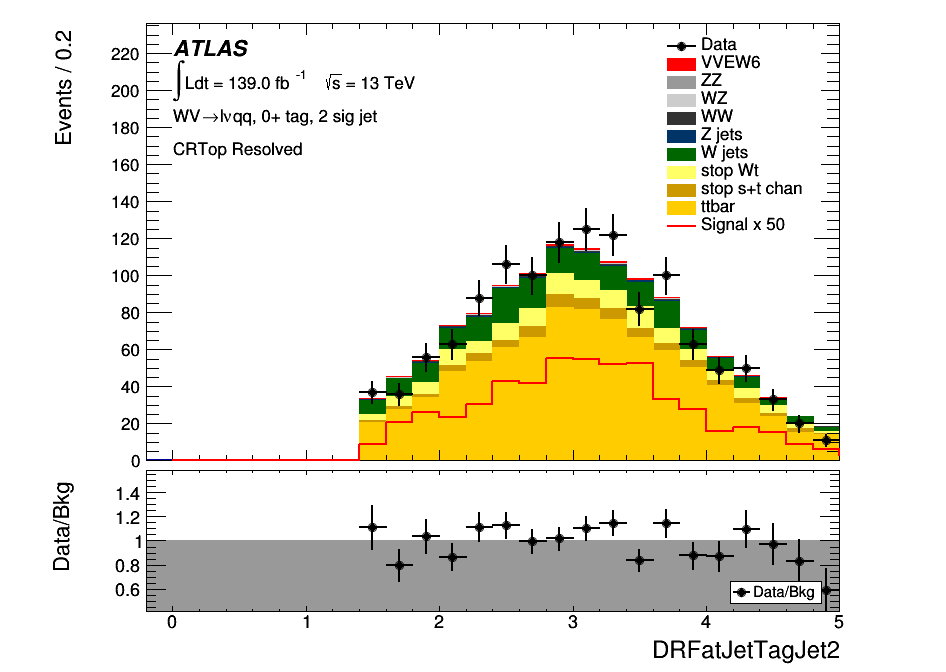 Events / 0.2
220
200
180
160
140
120
100
80
60
40
20
0
ATLAS
∫Ldt = 139.0 fb⁻¹ √s = 13 TeV
WV→lνqq, 0+ tag, 2 sig jet
CRTop Resolved
Data
VVEW6
ZZ
WZ
WW
Z jets
W jets
stop Wt
stop s+t chan
ttbar
Signal x 50
Data/Bkg
1.4
1.2
1
0.8
0.6
Data/Bkg
0 1 2 3 4 5
DRFatJetTagJet2